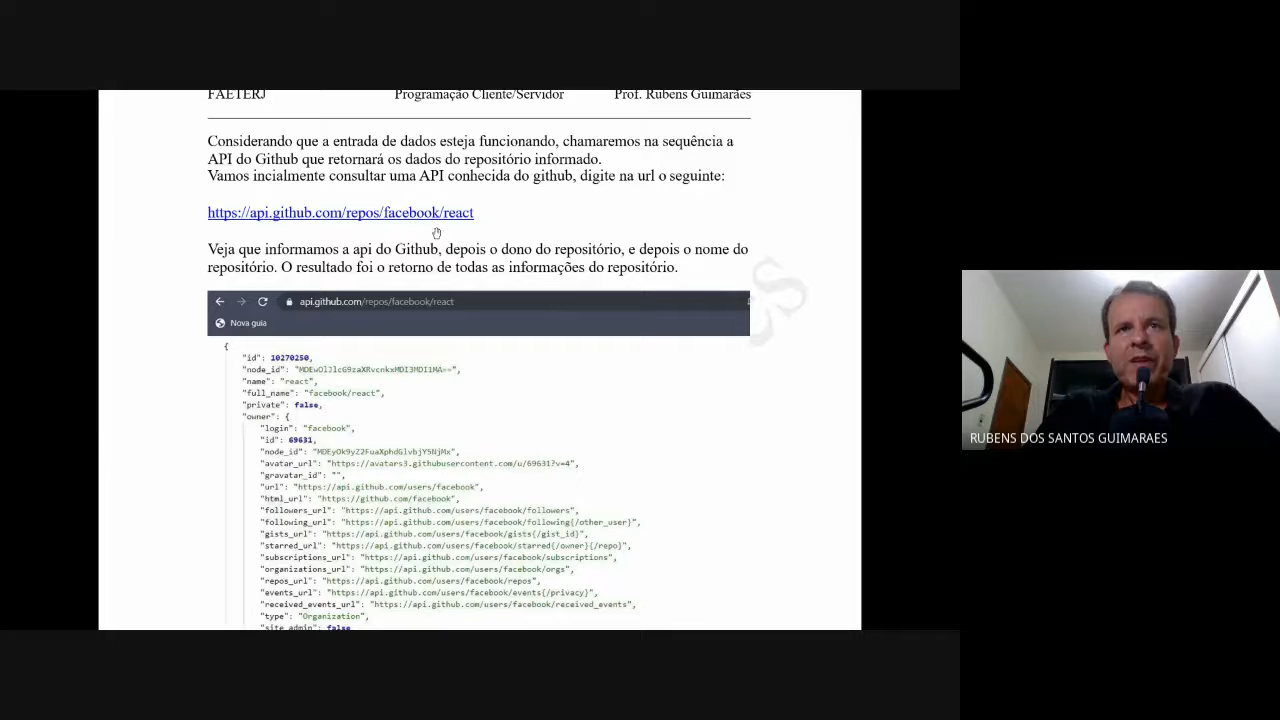 FAETERJ Programação Cliente/Servidor Prof. Rubens Guimarães
Considerando que a entrada de dados esteja funcionando, chamaremos na sequência a
API do Github que retornará os dados do repositório informado.
Vamos incialmente consultar uma API conhecida do github, digite na url o seguinte:
https://api.github.com/repos/facebook/react
Veja que informamos a api do Github, depois o dono do repositório, e depois o nome do
repositório. O resultado foi o retorno de todas as informações do repositório.
api.github.com/repos/facebook/react
Nova guia
{
"id": 10270250,
"name": "react",
"full_name": "facebook/react",
"private": false,
"owner": {
"login": "facebook",
"id": 69631,
"avatar_url": "https://avatars3.githubusercontent.com/u/69631?v=4",
"gravatar_id": "",
"url": "https://api.github.com/users/facebook",
"html_url": "https://github.com/facebook",
"followers_url": "https://api.github.com/users/facebook/followers",
"following_url": "https://api.github.com/users/facebook/following{/other_user}",
"gists_url": "https://api.github.com/users/facebook/gists{/gist_id}",
"starred_url": "https://api.github.com/users/facebook/starred{/owner}{/repo}",
"subscriptions_url": "https://api.github.com/users/facebook/subscriptions",
"organizations_url": "https://api.github.com/users/facebook/orgs",
"repos_url": "https://api.github.com/users/facebook/repos",
"events_url": "https://api.github.com/users/facebook/events{/privacy}",
"received_events_url": "https://api.github.com/users/facebook/received_events",
"type": "Organization",
"site_admin": false
RUBENS DOS SANTOS GUIMARAES